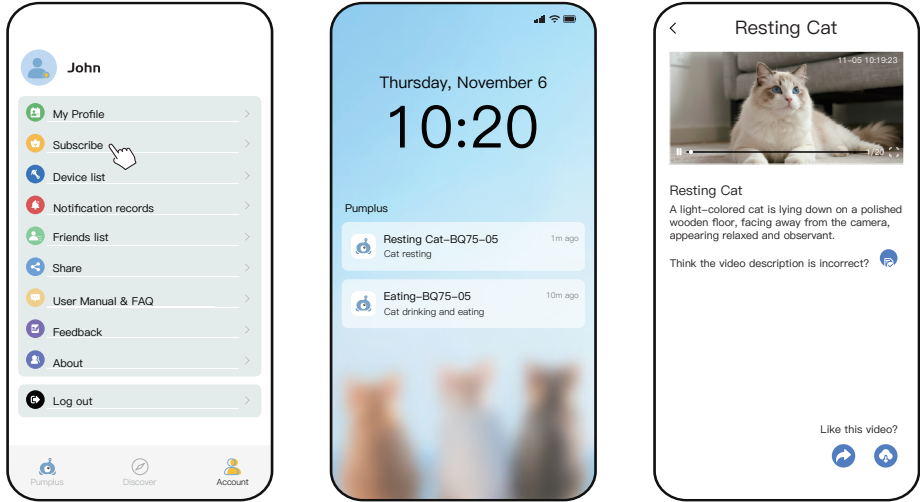 John
My Profile
Subscribe
Device list
Notification records
Friends list
Share
User Manual & FAQ
Feedback
About
Log out
Pumplus
Discover
Account
Thursday, November 6
10:20
Pumplus
Resting Cat-BQ75-05
1m ago
Cat resting
Eating-BQ75-05
10m ago
Cat drinking and eating
Resting Cat
11-05 10:19:23
1/20
Resting Cat
A light-colored cat is lying down on a polished
wooden floor, facing away from the camera,
appearing relaxed and observant.
Think the video description is incorrect?
Like this video?